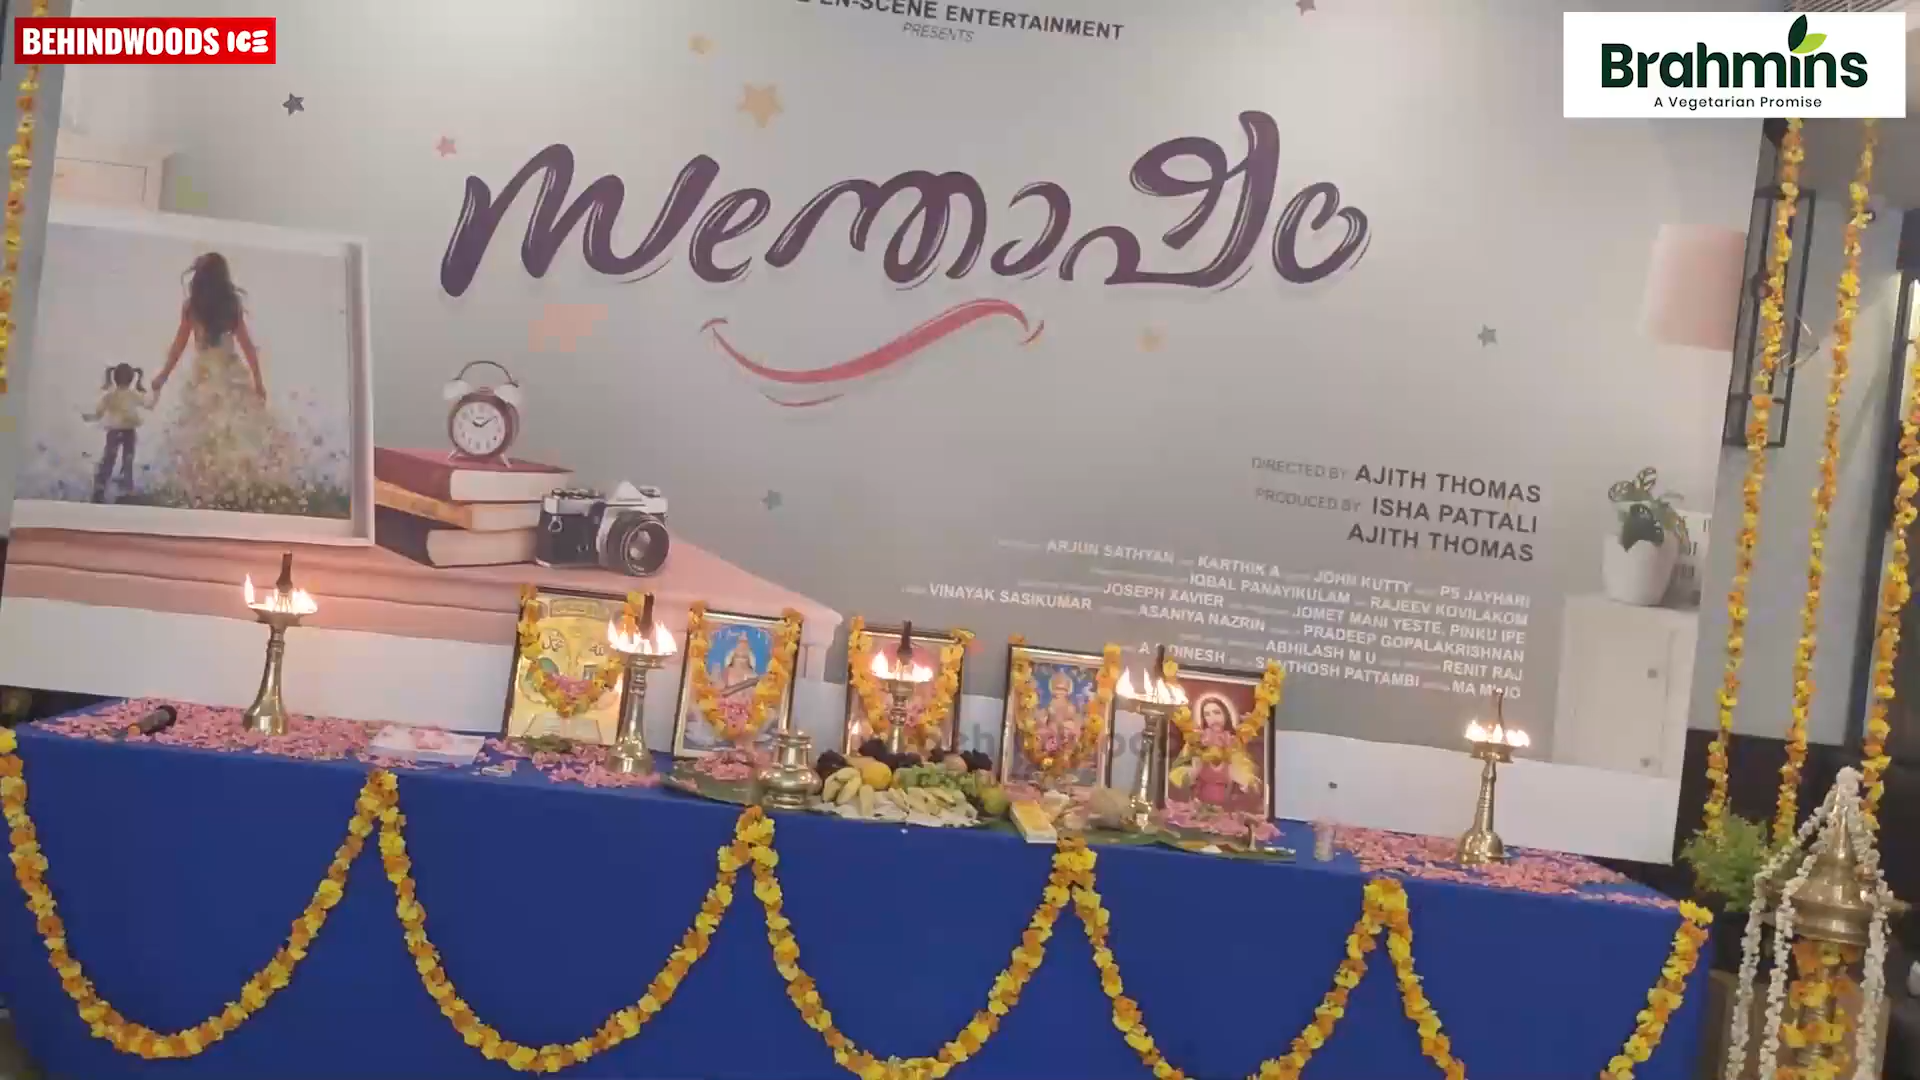 BEHINDWOODS ICE
Brahmins
A Vegetarian Promise
EN-SCENE ENTERTAINMENT
PRESENTS
സന്തോഷം
DIRECTED BY AJITH THOMAS
PRODUCED BY ISHA PATTALI
AJITH THOMAS
ARJUN SATHYAN KARTHIK A JOHN KUTTY PS JAYHARI
IQBAL PANAYIKULAM RAJEEV KOVILAKOM
VINAYAK SASIKUMAR JOSEPH XAVIER JOMET MANI YESTE, PINKU IPE
ASANIYA NAZRIN PRADEEP GOPALAKRISHNAN
ABHILASH M U RENIT RAJ
DINESH SANTHOSH PATTAMBI